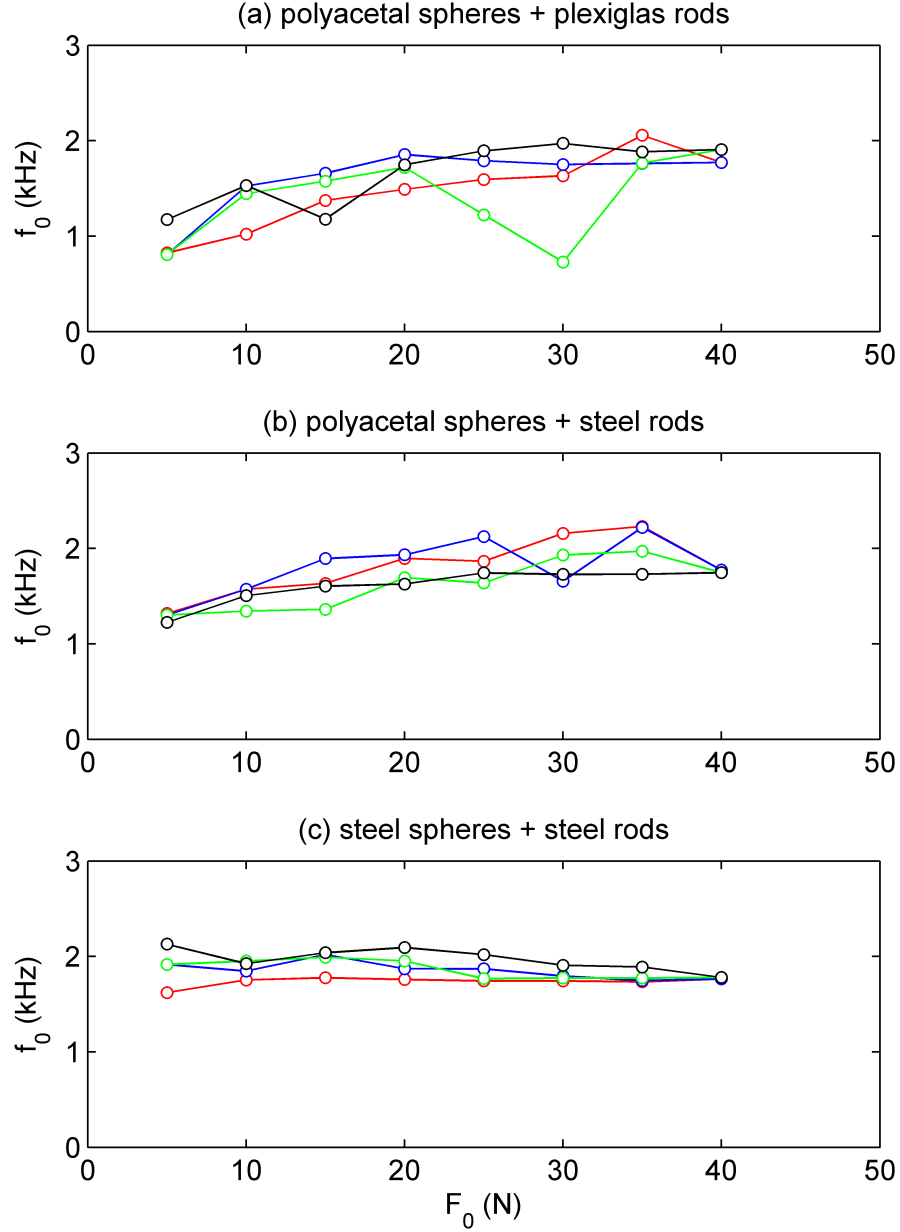 (a) polyacetal spheres + plexiglas rods
3
2
1
0
f₀ (kHz)
0 10 20 30 40 50
(b) polyacetal spheres + steel rods
3
2
1
0
f₀ (kHz)
0 10 20 30 40 50
(c) steel spheres + steel rods
3
2
1
0
f₀ (kHz)
0 10 20 30 40 50
F₀ (N)